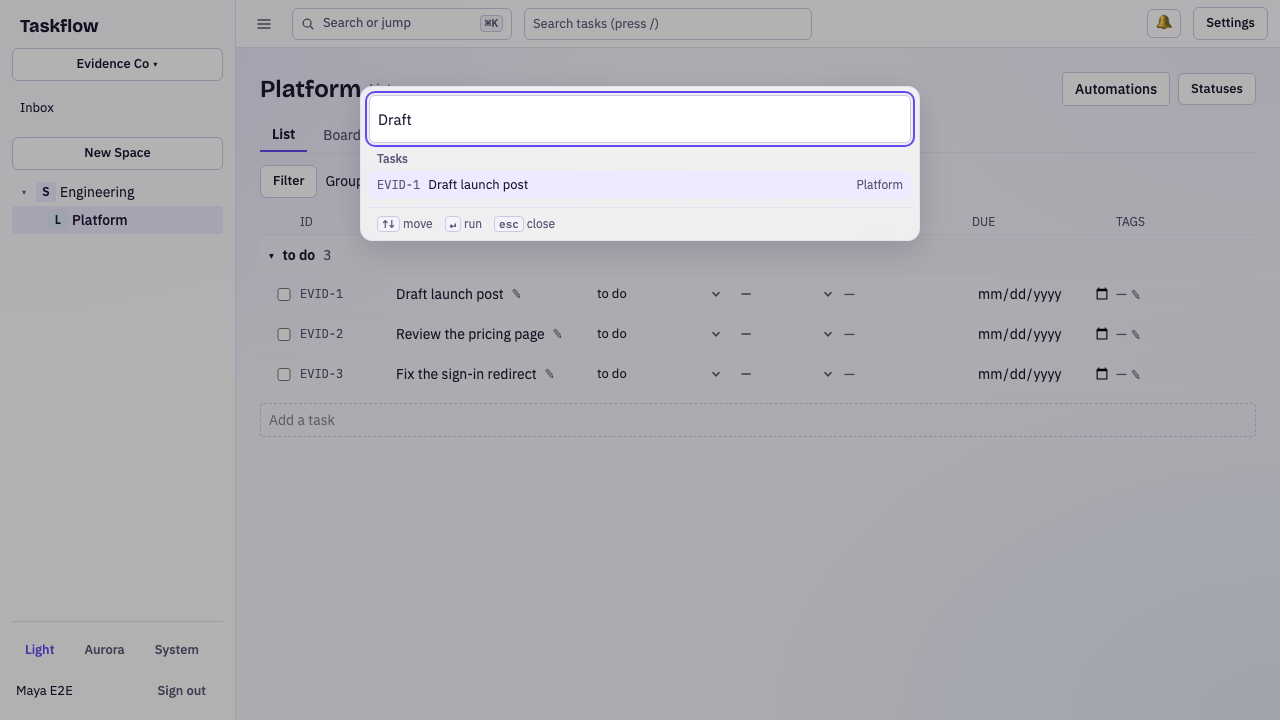 Taskflow
Evidence Co ▾
Inbox
New Space
▾ S Engineering
L Platform
Light Aurora System
Maya E2E Sign out
Search or jump ⌘K
Search tasks (press /)
Settings
Platform
Automations Statuses
List Board
Filter
Draft
Tasks
EVID-1 Draft launch post Platform
↑↓ move ↵ run esc close
ID DUE TAGS
▾ to do 3
EVID-1 Draft launch post ✎ to do — — mm/dd/yyyy — ✎
EVID-2 Review the pricing page ✎ to do — — mm/dd/yyyy — ✎
EVID-3 Fix the sign-in redirect ✎ to do — — mm/dd/yyyy — ✎
Add a task